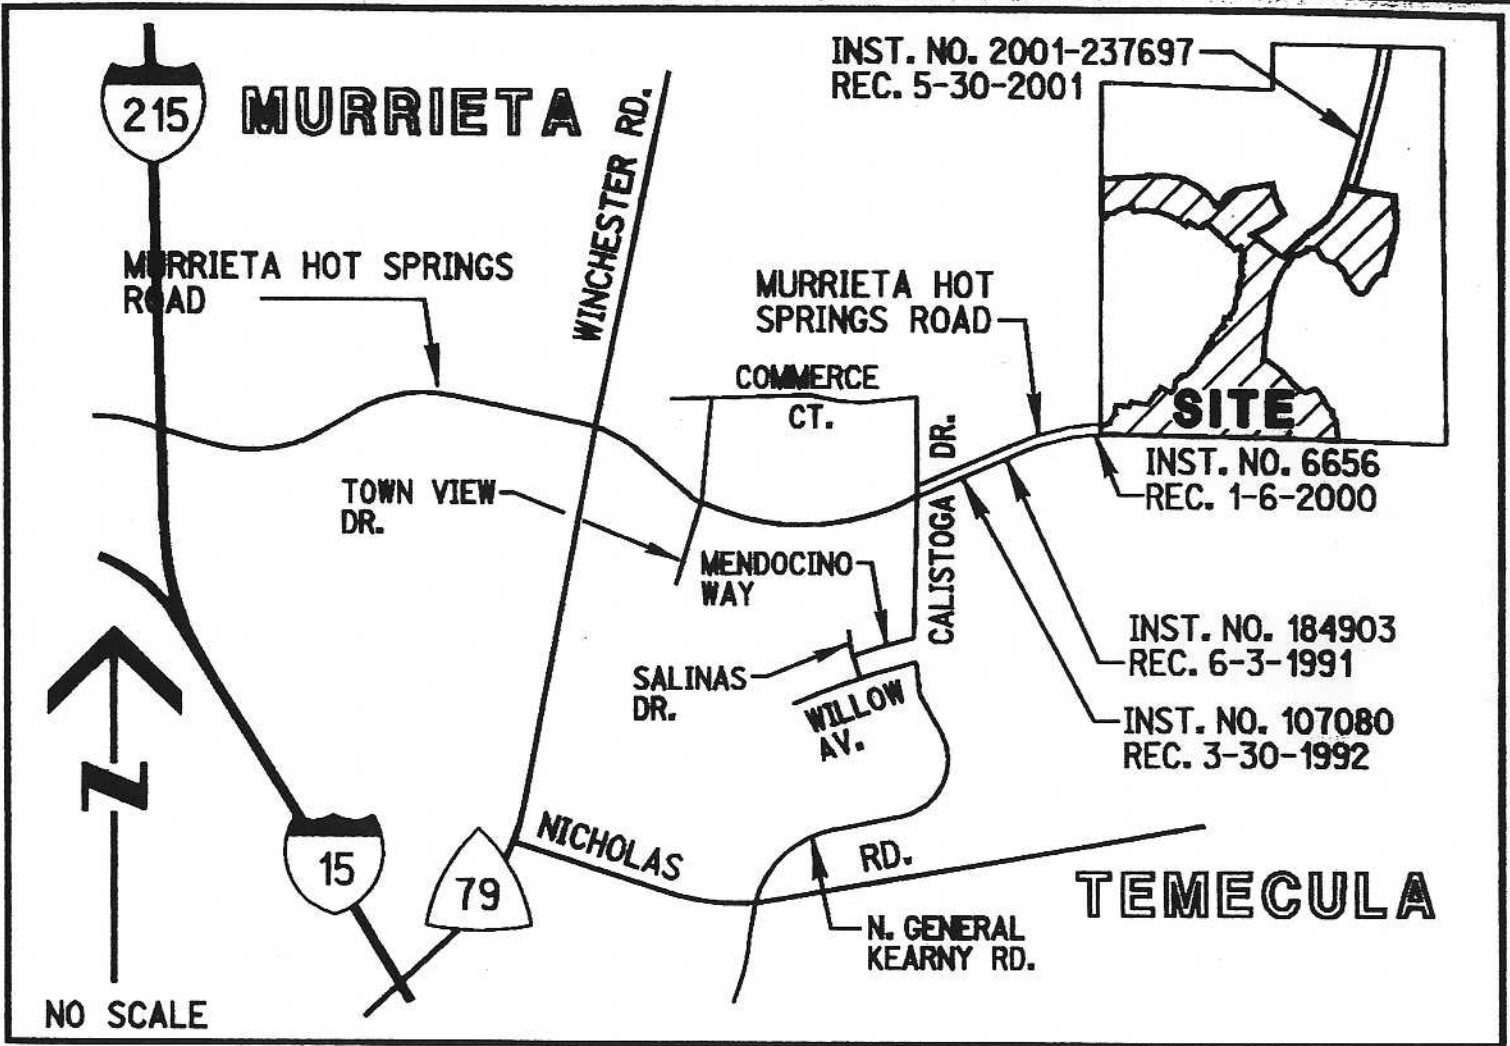 INST. NO. 2001-237697
REC. 5-30-2001
215
MURRIETA
WINCHESTER RD.
MURRIETA HOT SPRINGS
ROAD
MURRIETA HOT
SPRINGS ROAD
COMMERCE
CT.
SITE
INST. NO. 6656
REC. 1-6-2000
TOWN VIEW
DR.
CALISTOGA DR.
MENDOCINO
WAY
INST. NO. 184903
REC. 6-3-1991
SALINAS
DR.
WILLOW
AV.
INST. NO. 107080
REC. 3-30-1992
N
NICHOLAS RD.
15
79
TEMECULA
N. GENERAL
KEARNY RD.
NO SCALE